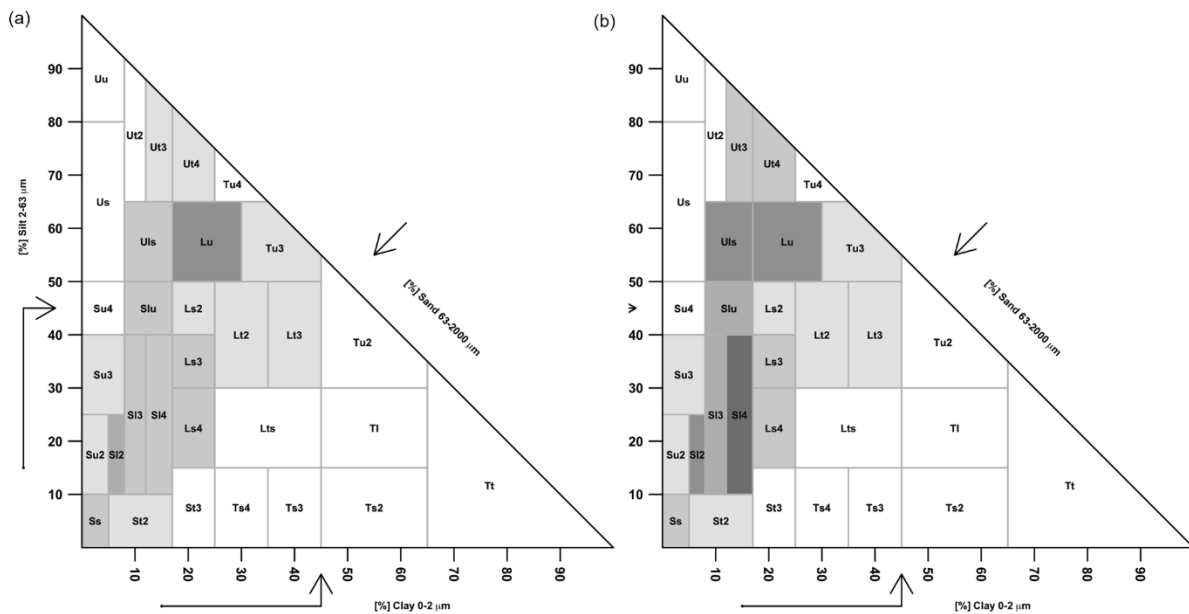 (a)
[%] Silt 2-63 µm
90
80
70
60
50
40
30
20
10
Uu
Ut2
Ut3
Us
Ut4
Tu4
Uls
Lu
Tu3
Su4
Slu
Ls2
Lt2
Lt3
Tu2
Su3
Ls3
Sl3
Sl4
Ls4
Lts
Tl
Su2
Sl2
Tt
Ss
St2
St3
Ts4
Ts3
Ts2
[%] Sand 63-2000 µm
10
20
30
40
50
60
70
80
90
[%] Clay 0-2 µm
(b)
90
80
70
60
50
40
30
20
10
Uu
Ut2
Ut3
Us
Ut4
Tu4
Uls
Lu
Tu3
Su4
Slu
Ls2
Lt2
Lt3
Tu2
Su3
Ls3
Sl3
Sl4
Ls4
Lts
Tl
Su2
Sl2
Tt
Ss
St2
St3
Ts4
Ts3
Ts2
[%] Sand 63-2000 µm
10
20
30
40
50
60
70
80
90
[%] Clay 0-2 µm